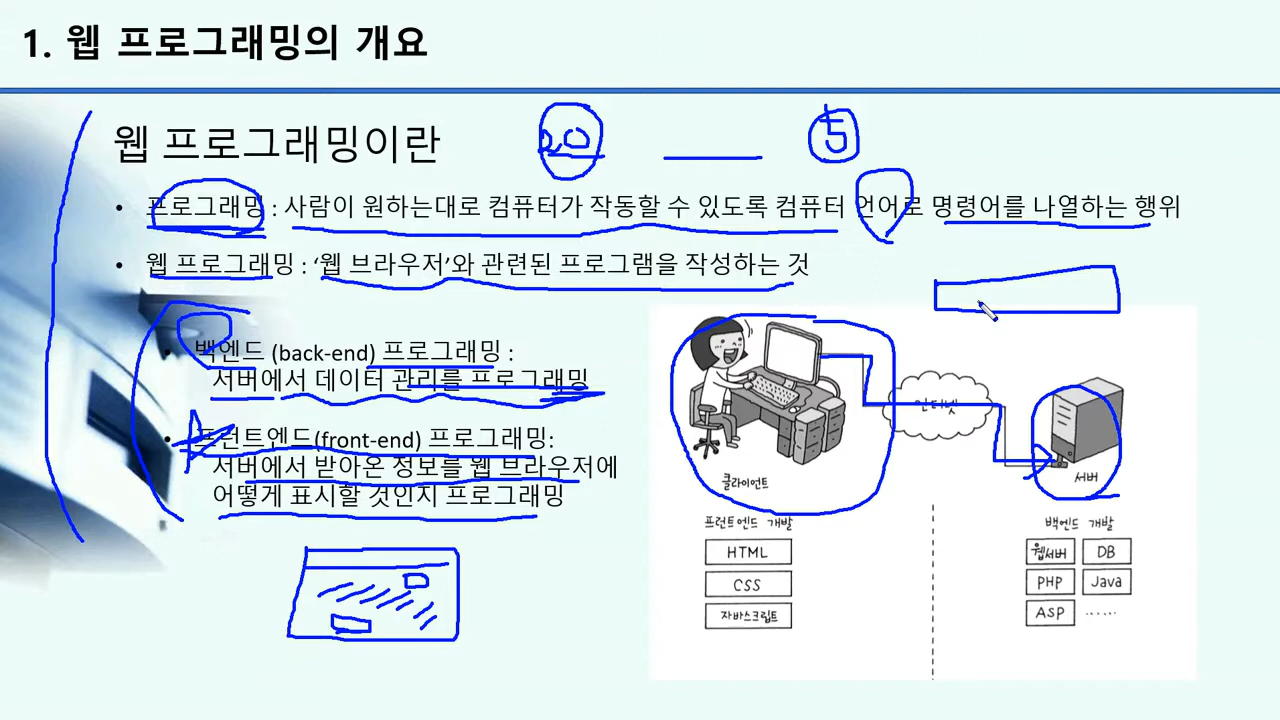 1. 웹 프로그래밍의 개요
웹 프로그래밍이란
20
5
• 프로그래밍 : 사람이 원하는대로 컴퓨터가 작동할 수 있도록 컴퓨터 언어로 명령어를 나열하는 행위
• 웹 프로그래밍 : ‘웹 브라우저’와 관련된 프로그램을 작성하는 것
• 백엔드 (back-end) 프로그래밍 :
서버에서 데이터 관리를 프로그래밍
• 프런트엔드(front-end) 프로그래밍:
서버에서 받아온 정보를 웹 브라우저에
어떻게 표시할 것인지 프로그래밍
인터넷
클라이언트
서버
프런트엔드 개발
HTML
CSS
자바스크립트
백엔드 개발
웹서버 DB
PHP Java
ASP ......